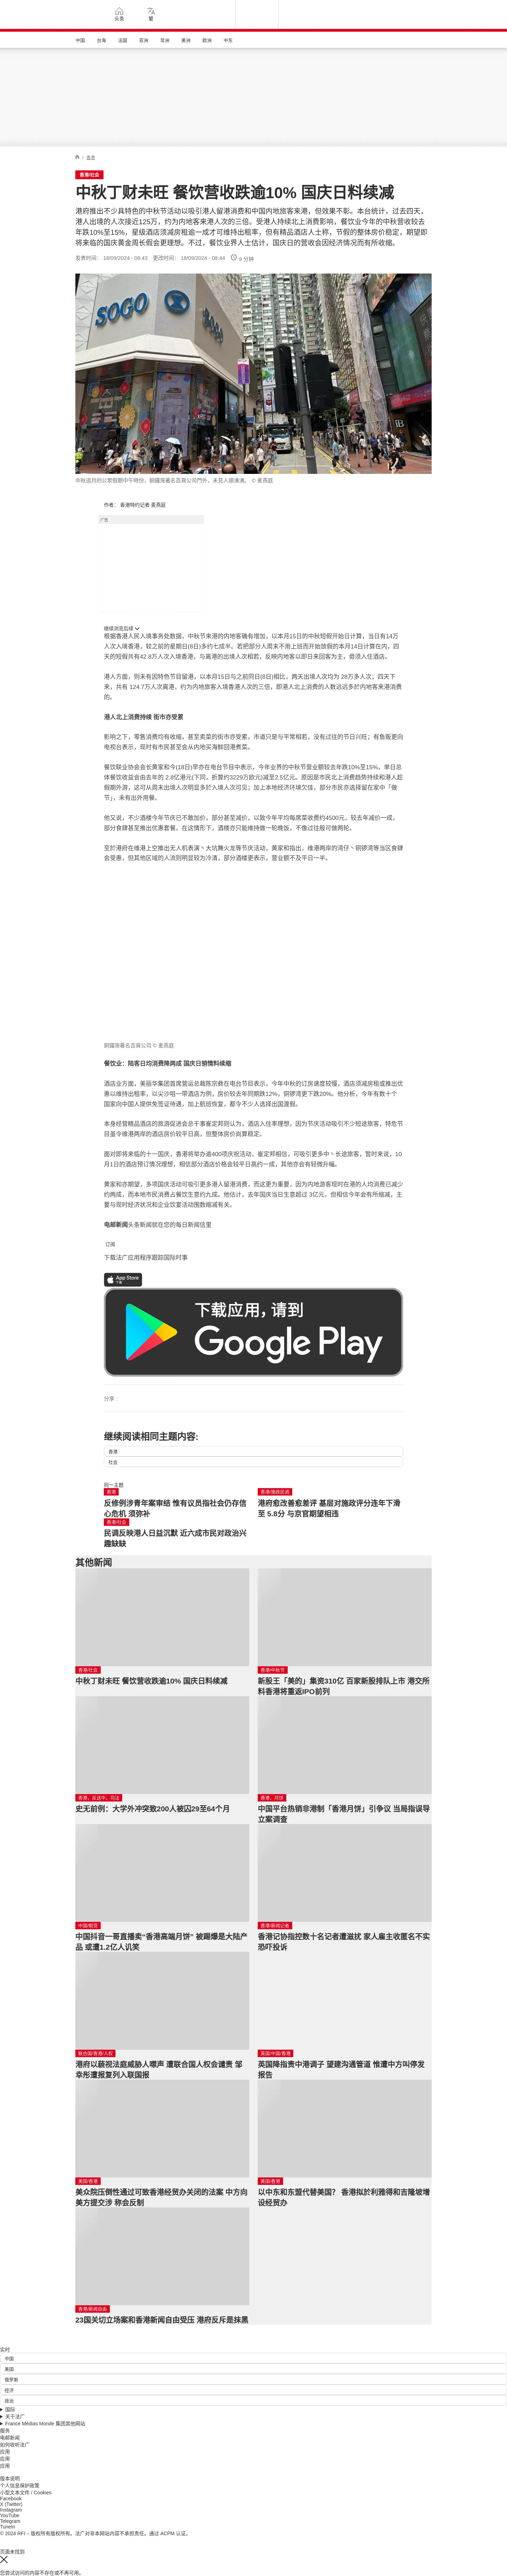 头条
繁
中国
台海
法国
亚洲
非洲
美洲
欧洲
中东
/ 首页
香港/社会
中秋丁财未旺 餐饮营收跌逾10% 国庆日料续减
港府推出不少具特色的中秋节活动以吸引港人留港消费和中国内地旅客来港，但效果不彰。本台统计，过去四天，
港人出境的人次接近125万，约为内地客来港人次的三倍。受港人持续北上消费影响，餐饮业今年的中秋营收较去
年跌10%至15%，星级酒店须减房租逾一成才可维持出租率，但有精品酒店人士称，节假的整体房价稳定，期望即
将来临的国庆黄金周长假会更理想。不过，餐饮业界人士估计，国庆日的营收会因经济情况而有所收缩。
发表时间： 18/09/2024 - 08:43 更改时间： 18/09/2024 - 08:44 9 分钟
SOGO
中秋追月的公眾假期中午時份，銅鑼灣著名百貨公司門外，未見人頭湧湧。 © 麦燕庭
作者： 香港特约记者 麦燕庭
广告
继续浏览后续
根据香港人民入境事务处数据，中秋节来港的内地客确有增加，以本月15日的中秋短假开始日计算，当日有14万
人次入境香港，较之前的星期日(8日)多约七成半。若把部分人周末不用上班而开始放假的本月14日计算在内，四
天的短假共有42.8万人次入境香港，与离港的出境人次相若，反映内地客以即日来回客为主，毋须入住酒店。
港人方面，则未有因特色节目留港，以本月15日与之前同日(8日)相比，两天出境人次均为 28万多人次；四天下
来，共有 124.7万人次离港，约为内地旅客入境香港人次的三倍，即港人北上消费的人数远远多於内地客来港消费
的。
港人北上消费持续 街市亦受累
影响之下，零售消费均有收缩，甚至卖菜的街市亦受累，市道只是与平常相若，没有过往的节日兴旺；有鱼贩更向
电视台表示，现时有市民甚至会从内地买海鲜回港煮菜。
餐饮联业协会会长黄家和今(18日)早亦在电台节目中表示，今年业界的中秋节营业额较去年跌10%至15%，单日总
体餐饮收益会由去年的 2.8亿港元(下同，折算约3229万欧元)减至2.5亿元。原因是市民北上消费趋势持续和港人趁
假期外游，这可从周末出境人次明显多於入境人次可见；加上本地经济环境欠佳，部分市民亦选择留在家中「做
节」，未有出外用餐。
他又说，不少酒楼今年节庆已不敢加价，部分甚至减价，以致今年平均每席菜收费约4500元，较去年减价一成，
部分食肆甚至推出优惠套餐。在这情形下，酒楼亦只能维持做一轮晚饭，不像过往般可做两轮。
至於港府在维港上空推出无人机表演丶大坑舞火龙等节庆活动，黄家和指出，维港两岸的湾仔丶铜锣湾等当区食肆
会受惠，但其他区域的人流则明显较为冷清，部分酒楼更表示，营业额不及平日一半。
銅鑼灣著名百貨公司 © 麦燕庭
餐饮业：陆客日均消费降两成 国庆日销情料续缩
酒店业方面，美丽华集团首席营运总裁陈宗彝在电台节目表示，今年中秋的订房速度较慢，酒店须减房租或推出优
惠以维持出租率，以尖沙咀一带酒店为例，房价较去年同期跌12%，铜锣湾更下跌20%。他分析，今年有数十个
国家向中国人提供免签证待遇，加上航班恢复，都令不少人选择出国渡假。
本身经营精品酒店的旅游促进会总干事崔定邦则认为，酒店入住率理想，因为节庆活动吸引不少短途旅客，特危节
目虽令维港两岸的酒店房价较平日高，但整体房价尚算稳定。
面对即将来临的十一国庆，香港将举办逾400项庆祝活动，崔定邦相信，可吸引更多中丶长途旅客，暂时来说，10
月1日的酒店预订情况理想，相信部分酒店价格会较平日高约一成，其他亦会有轻微升幅。
黄家和亦期望，多项国庆活动可吸引更多港人留港消费，而这更为重要，因为内地游客现时在港的人均消费已减少
约两成，而本地市民消费占餐饮生意约九成。他估计，去年国庆当日生意超过 3亿元，但相信今年会有所缩减，主
要与现时经济状况和企业饮宴活动围数缩减有关。
电邮新闻头条新闻就在您的每日新闻信里
订阅
下载法广应用程序跟踪国际时事
App Store
下载
下载应用，请到
Google Play
分享 :
继续阅读相同主题内容:
香港
社会
同一主题
香港
反修例涉青年案审结 惟有议员指社会仍存信
心危机 须弥补
香港/施政民调
港府愈改善愈差评 基层对施政评分连年下滑
至 5.8分 与京官期望相违
香港/社会
民调反映港人日益沉默 近六成市民对政治兴
趣缺缺
其他新闻
香港/社会
中秋丁财未旺 餐饮营收跌逾10% 国庆日料续减
香港/中秋节
新股王「美的」集资310亿 百家新股排队上市 港交所
料香港将重返IPO前列
香港，反送中，司法
史无前例：大学外冲突致200人被囚29至64个月
香港、月饼
中国平台热销非港制「香港月饼」引争议 当局指误导
立案调查
中国/假货
中国抖音一哥直播卖“香港高端月饼” 被踢爆是大陆产
品 或遭1.2亿人讥笑
香港/新闻记者
香港记协指控数十名记者遭滋扰 家人雇主收匿名不实
恐吓投诉
联合国/香港/人权
港府以藐视法庭威胁人噤声 遭联合国人权会谴责 邹
幸彤遭报复列入联国报
英国/中国/香港
英国降指责中港调子 望建沟通管道 惟遭中方叫停发
报告
美国/香港
美众院压倒性通过可致香港经贸办关闭的法案 中方向
美方提交涉 称会反制
美国/香港
以中东和东盟代替美国？ 香港拟於利雅得和吉隆坡增
设经贸办
香港/新闻自由
23国关切立场案和香港新闻自由受压 港府反斥是抹黑
实时
中国
美国
俄罗斯
经济
政治
国际
关于法广
France Médias Monde 集团其他网站
服务
电邮新闻
如何收听法广
应用
应用
应用
版本说明
个人信息保护政策
小型文本文件 / Cookies
Facebook
X (Twitter)
Instagram
YouTube
Telegram
TuneIn
© 2024 RFI – 版权所有版权所有。法广对非本网站内容不承担责任。通过 ACPM 认证。
页面未找到
您尝试访问的内容不存在或不再可用。